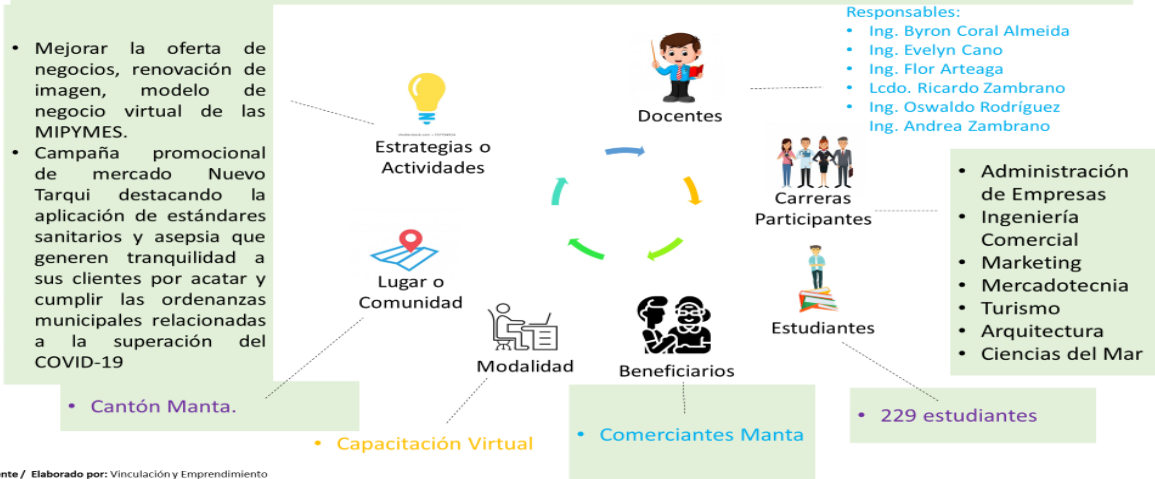 • Mejorar la oferta de
negocios, renovación de
imagen, modelo de
negocio virtual de las
MIPYMES.
• Campaña promocional
de mercado Nuevo
Tarqui destacando la
aplicación de estándares
sanitarios y asepsia que
generen tranquilidad a
sus clientes por acatar y
cumplir las ordenanzas
municipales relacionadas
a la superación del
COVID-19
Estrategias o
Actividades
Docentes
Responsables:
• Ing. Byron Coral Almeida
• Ing. Evelyn Cano
• Ing. Flor Arteaga
• Lcdo. Ricardo Zambrano
• Ing. Oswaldo Rodríguez
Ing. Andrea Zambrano
Carreras
Participantes
• Administración
de Empresas
• Ingeniería
Comercial
• Marketing
• Mercadotecnia
• Turismo
• Arquitectura
• Ciencias del Mar
Lugar o
Comunidad
Modalidad
Beneficiarios
Estudiantes
• Cantón Manta.
• Capacitación Virtual
• Comerciantes Manta
• 229 estudiantes
nte / Elaborado por: Vinculación y Emprendimiento